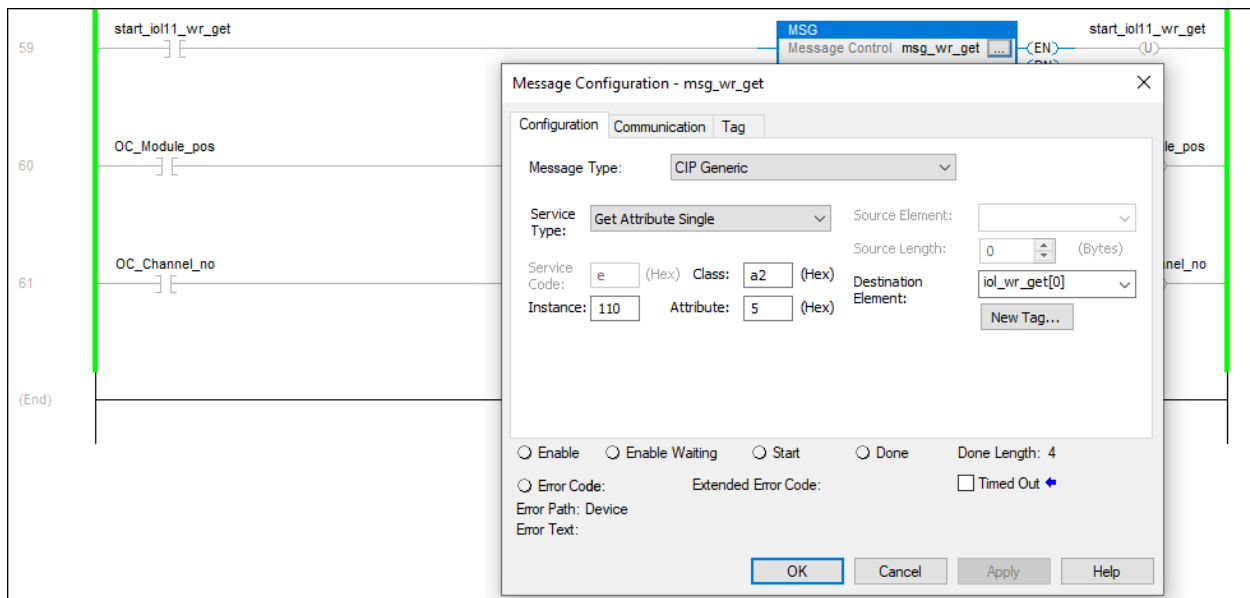 start_iol11_wr_get
MSG
start_iol11_wr_get
59
Message Control msg_wr_get ...
EN
U
Message Configuration - msg_wr_get
Configuration Communication Tag
OC_Module_pos
le_pos
60
Message Type: CIP Generic
Service Type: Get Attribute Single
Source Element:
Source Length: 0 (Bytes)
OC_Channel_no
nel_no
61
Service Code: e (Hex) Class: a2 (Hex)
Destination Element: iol_wr_get[0]
Instance: 110 Attribute: 5 (Hex)
New Tag...
(End)
Enable Enable Waiting Start Done Done Length: 4
Error Code: Extended Error Code: Timed Out
Error Path: Device
Error Text:
OK Cancel Apply Help